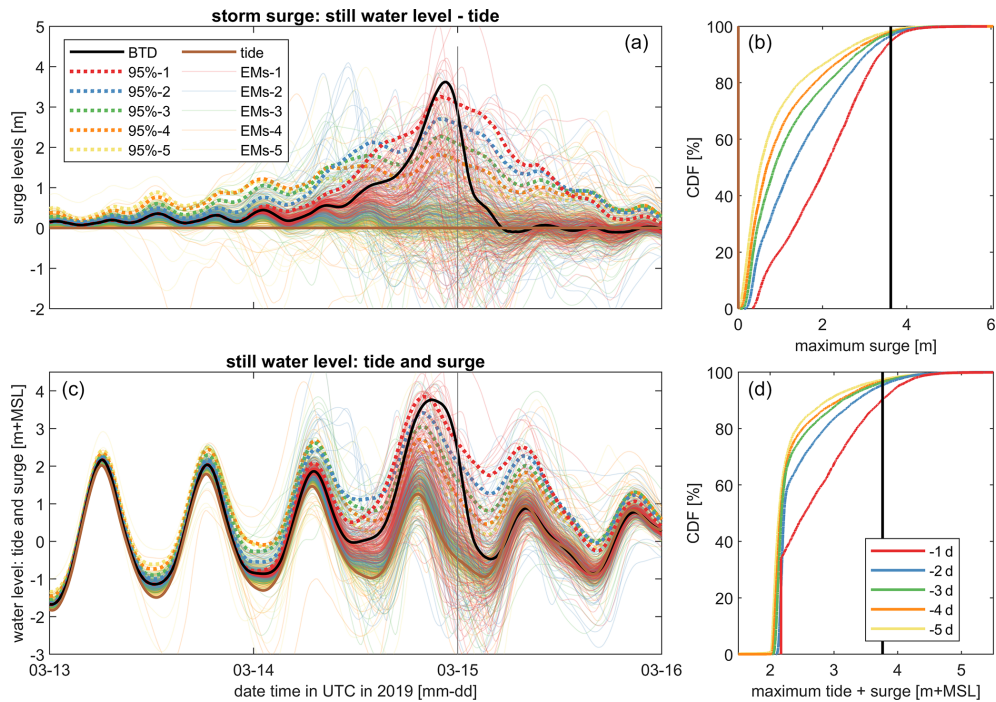 storm surge: still water level - tide
(a)
surge levels [m]
5
4
3
2
1
0
-1
-2
BTD
tide
95%-1
EMs-1
95%-2
EMs-2
95%-3
EMs-3
95%-4
EMs-4
95%-5
EMs-5
(b)
CDF [%]
100
80
60
40
20
0
0
2
4
6
maximum surge [m]
still water level: tide and surge
(c)
water level: tide and surge [m+MSL]
4
3
2
1
0
-1
-2
-3
03-13
03-14
03-15
03-16
date time in UTC in 2019 [mm-dd]
(d)
CDF [%]
100
80
60
40
20
0
2
3
4
5
-1 d
-2 d
-3 d
-4 d
-5 d
maximum tide + surge [m+MSL]